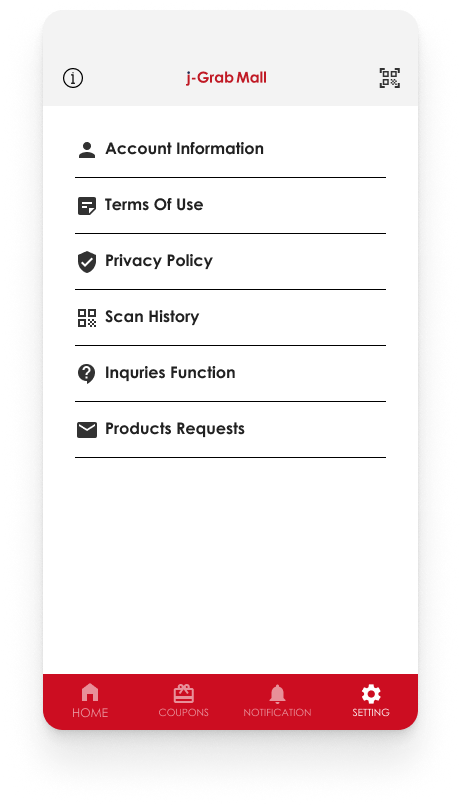 j-Grab Mall
Account Information
Terms Of Use
Privacy Policy
Scan History
Inquries Function
Products Requests
HOME COUPONS NOTIFICATION SETTING